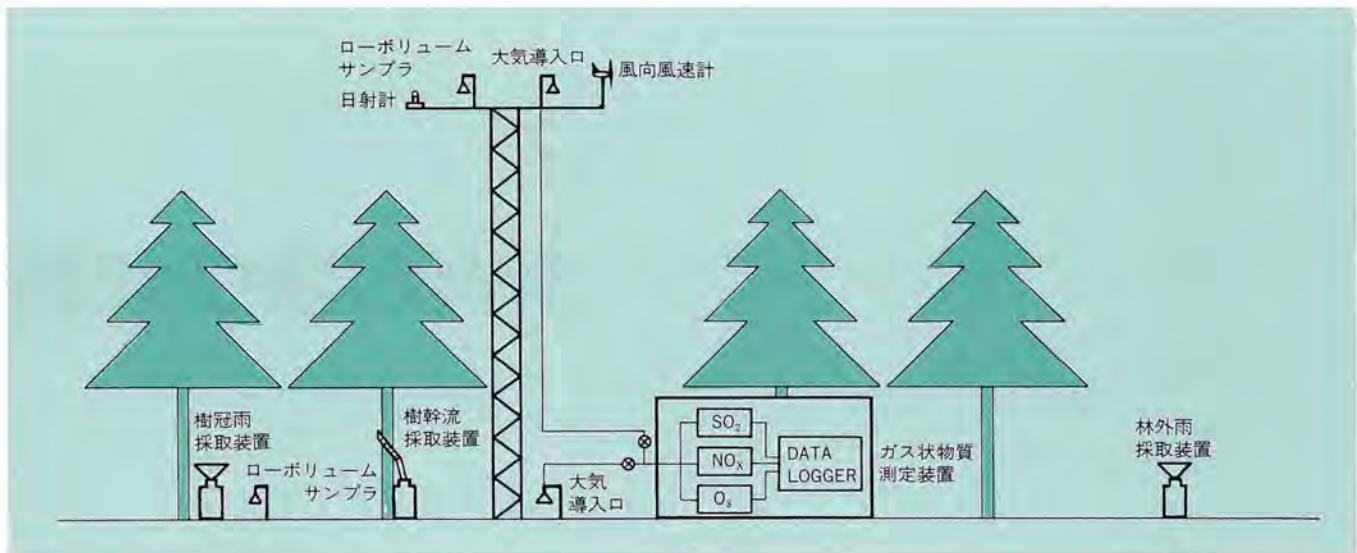 ローボリューム
サンプラ
大気導入口
風向風速計
日射計
樹冠雨
採取装置
ローボリューム
サンプラ
樹幹流
採取装置
大気
導入口
SO₂
NOₓ
O₃
DATA
LOGGER
ガス状物質
測定装置
林外雨
採取装置